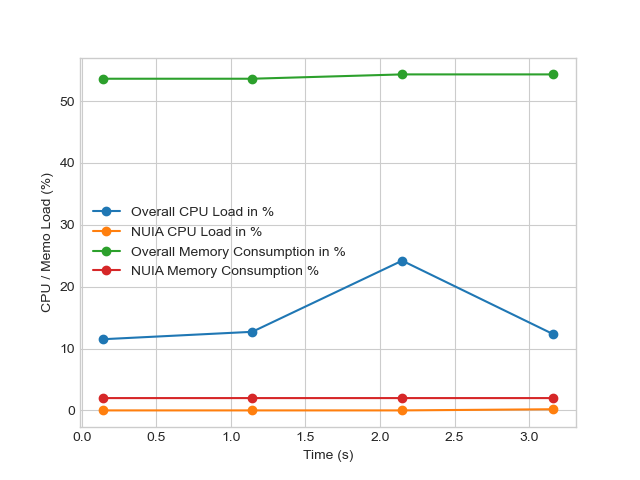 50
40
30
20
10
0
CPU / Memo Load (%)
Overall CPU Load in %
NUIA CPU Load in %
Overall Memory Consumption in %
NUIA Memory Consumption %
0.0 0.5 1.0 1.5 2.0 2.5 3.0
Time (s)